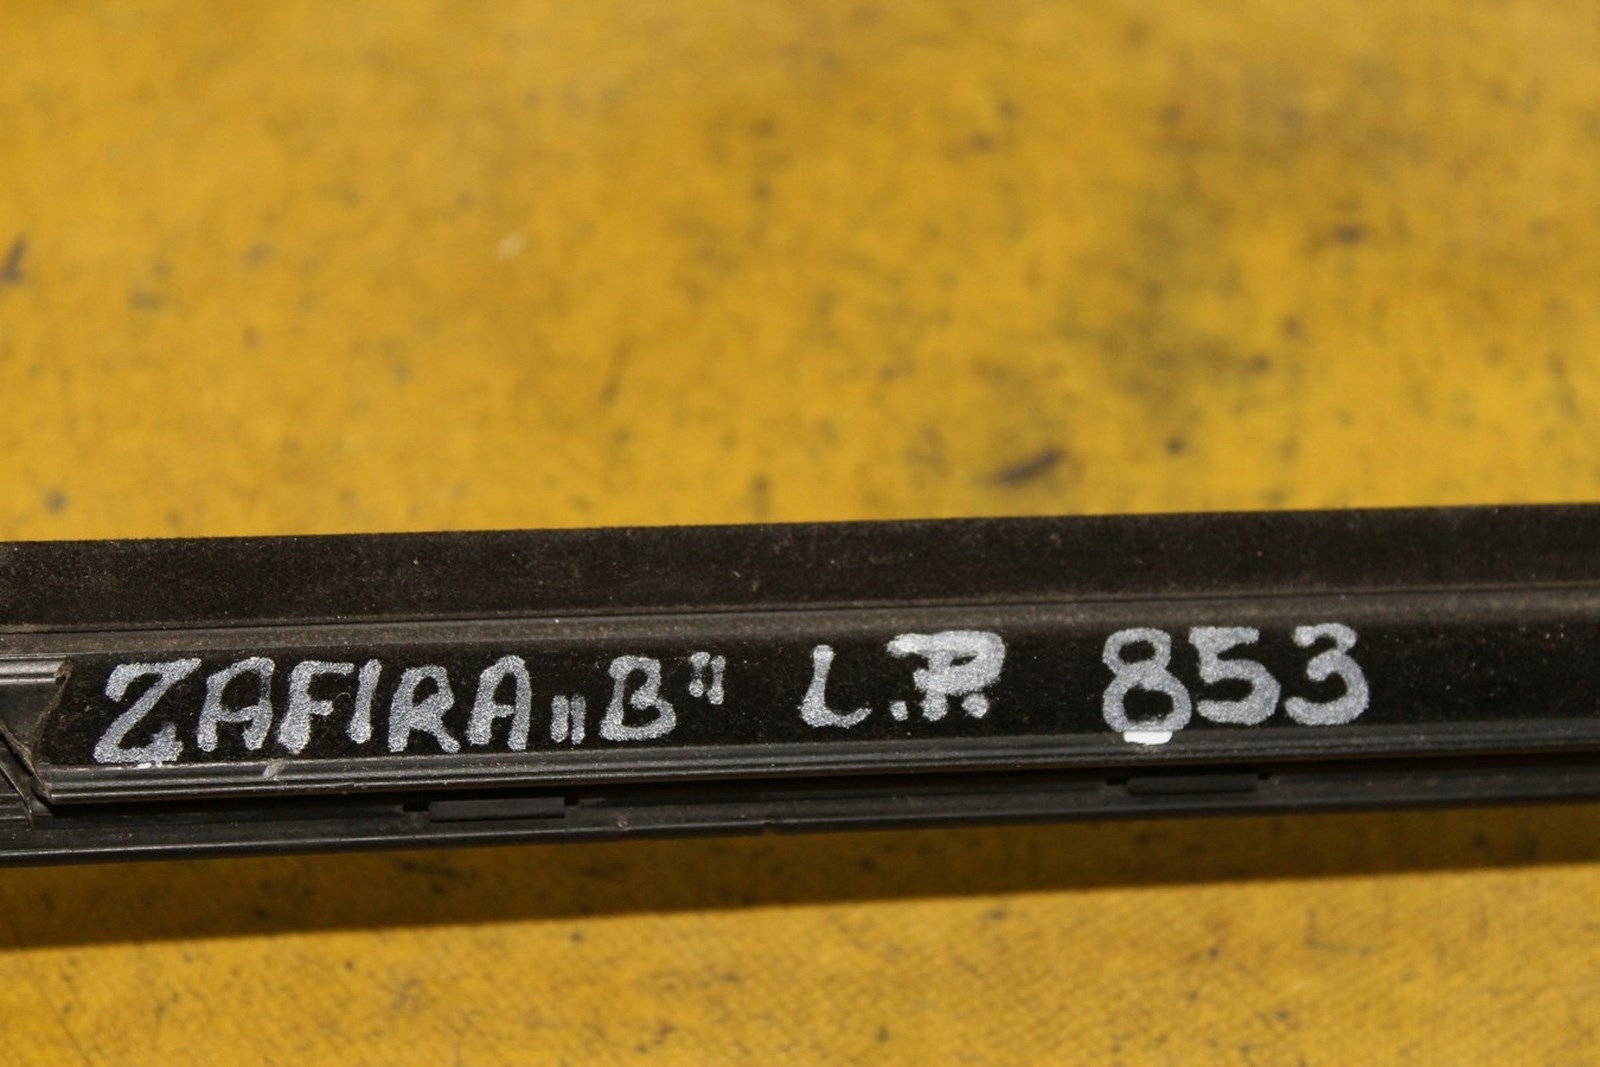 ZAFIRA „B" L.P. 853